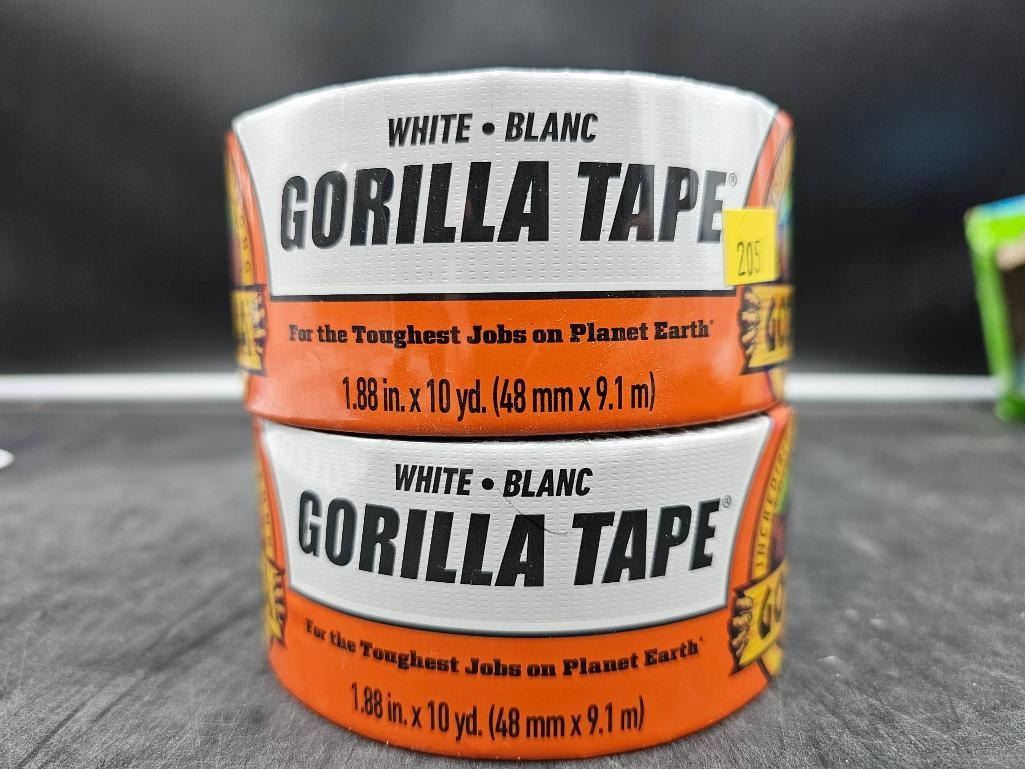 WHITE • BLANC
GORILLA TAPE®
205
For the Toughest Jobs on Planet Earth
1.88 in. x 10 yd. (48 mm x 9.1 m)
WHITE • BLANC
GORILLA TAPE®
For the Toughest Jobs on Planet Earth
1.88 in. x 10 yd. (48 mm x 9.1 m)